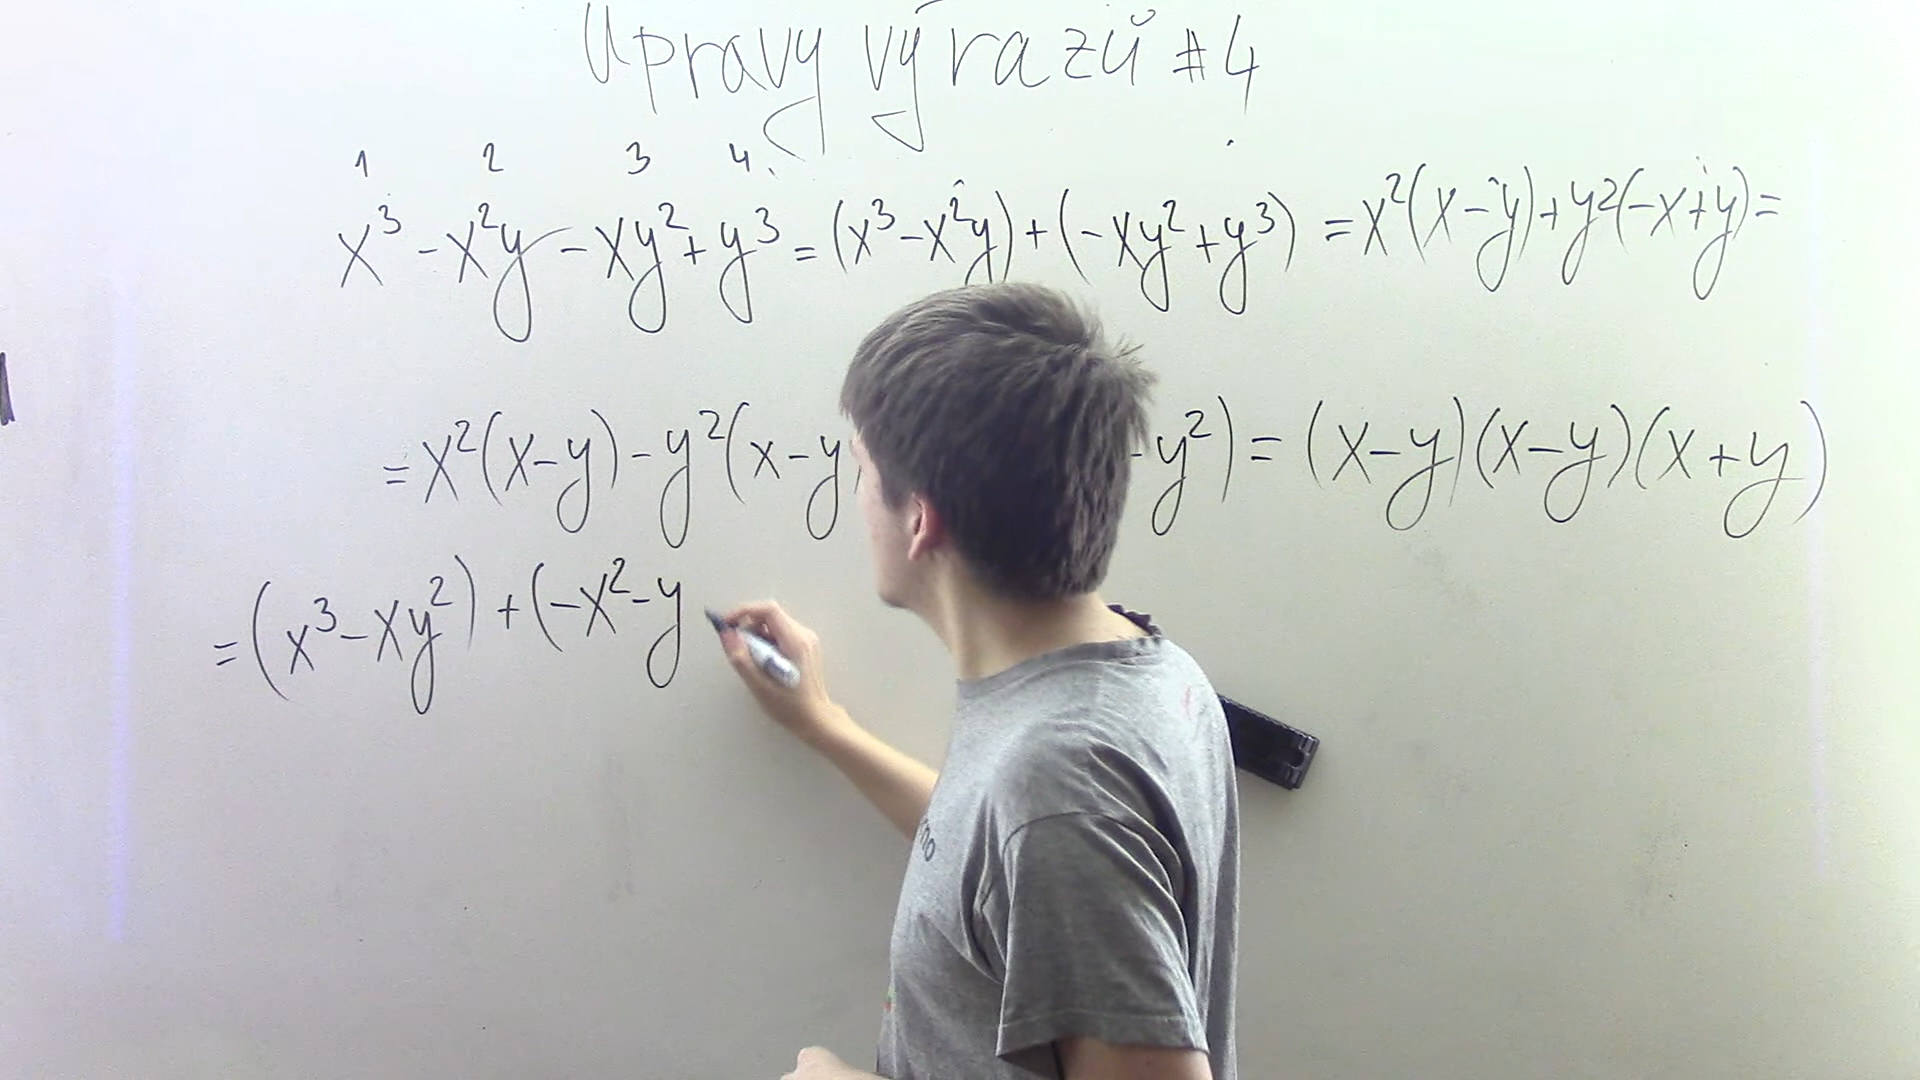 Úpravy výrazů #4
1 2 3 4
x³ - x²y - xy² + y³ = (x³ - x²y) + (-xy² + y³) = x²(x - y) + y²(-x + y) =
= x²(x - y) - y²(x - y - y²) = (x - y)(x - y)(x + y)
= (x³ - xy²) + (-x² - y